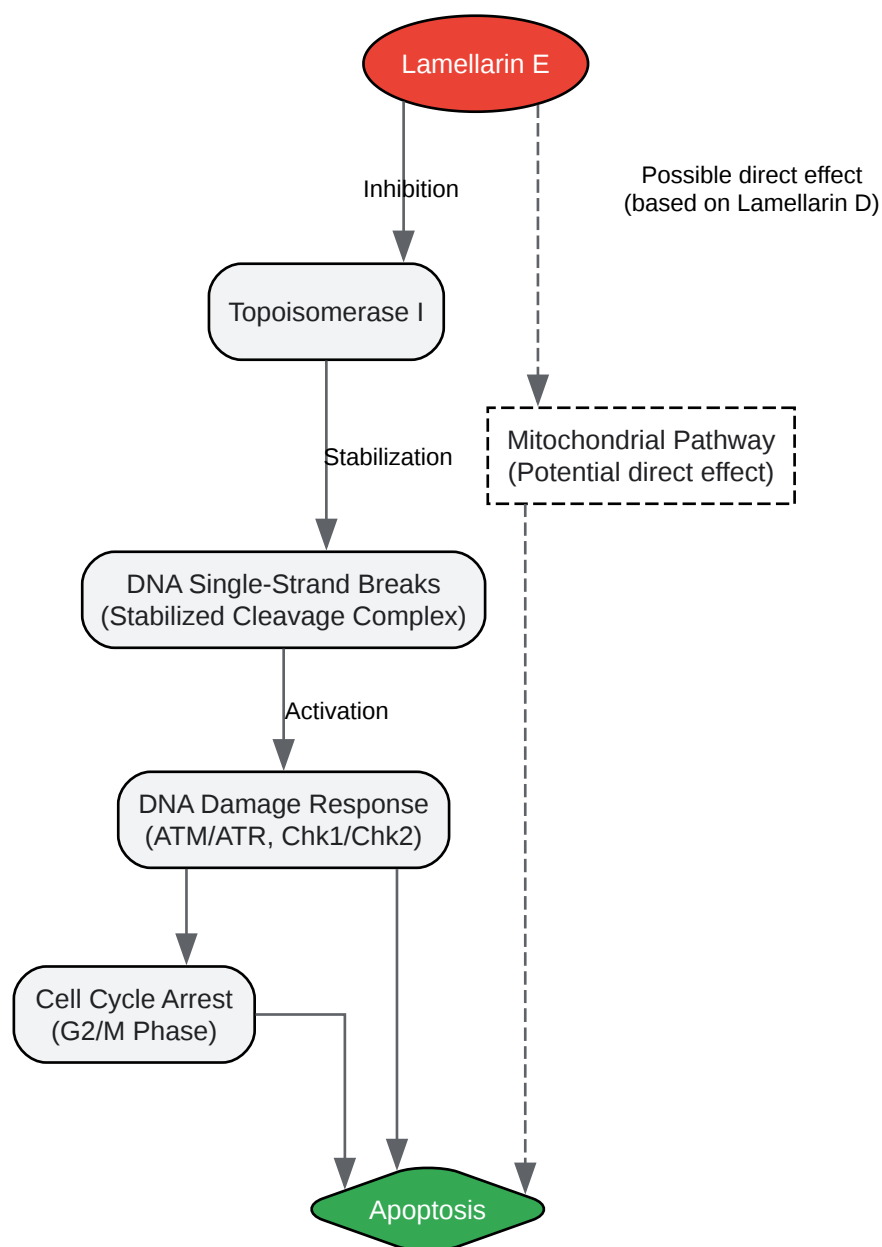 Lamellarin E
Inhibition
Possible direct effect
(based on Lamellarin D)
Topoisomerase I
Stabilization
Mitochondrial Pathway
(Potential direct effect)
DNA Single-Strand Breaks
(Stabilized Cleavage Complex)
Activation
DNA Damage Response
(ATM/ATR, Chk1/Chk2)
Cell Cycle Arrest
(G2/M Phase)
Apoptosis